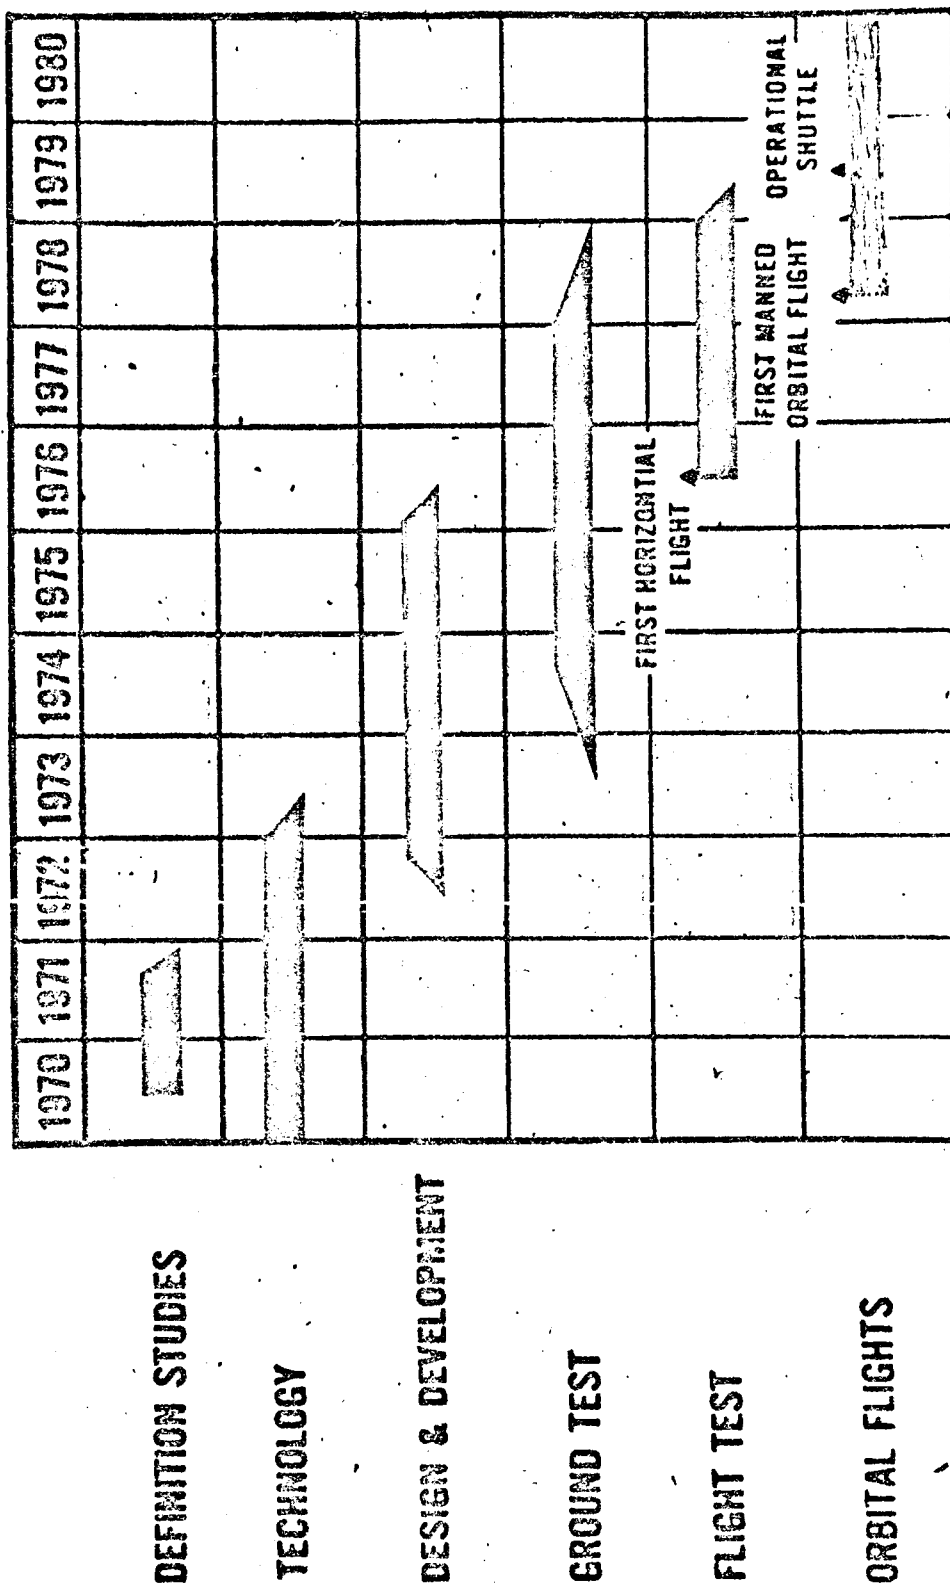 1970 1971 1972 1973 1974 1975 1976 1977 1978 1979 1980
DEFINITION STUDIES
TECHNOLOGY
DESIGN & DEVELOPMENT
GROUND TEST
FIRST HORIZONTIAL
FLIGHT
FLIGHT TEST
FIRST MANNED
ORBITAL FLIGHT
OPERATIONAL
SHUTTLE
ORBITAL FLIGHTS